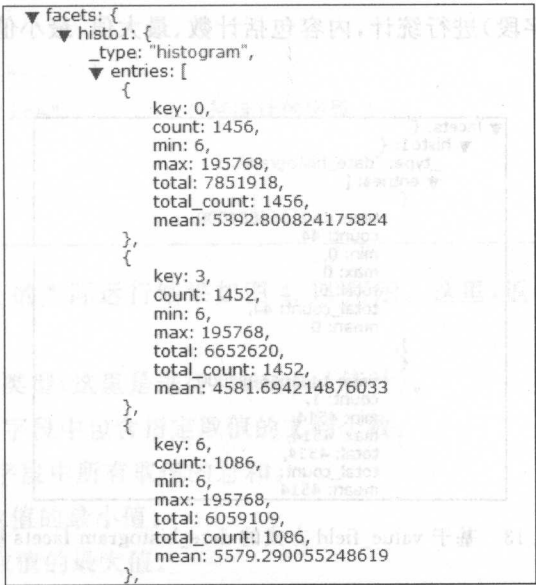 ▼ facets: {
▼ histo1: {
_type: "histogram",
▼ entries: [
{
key: 0,
count: 1456,
min: 6,
max: 195768,
total: 7851918,
total_count: 1456,
mean: 5392.800824175824
},
{
key: 3,
count: 1452,
min: 6,
max: 195768,
total: 6652620,
total_count: 1452,
mean: 4581.694214876033
},
{
key: 6,
count: 1086,
min: 6,
max: 195768,
total: 6059109,
total_count: 1086,
mean: 5579.290055248619
},